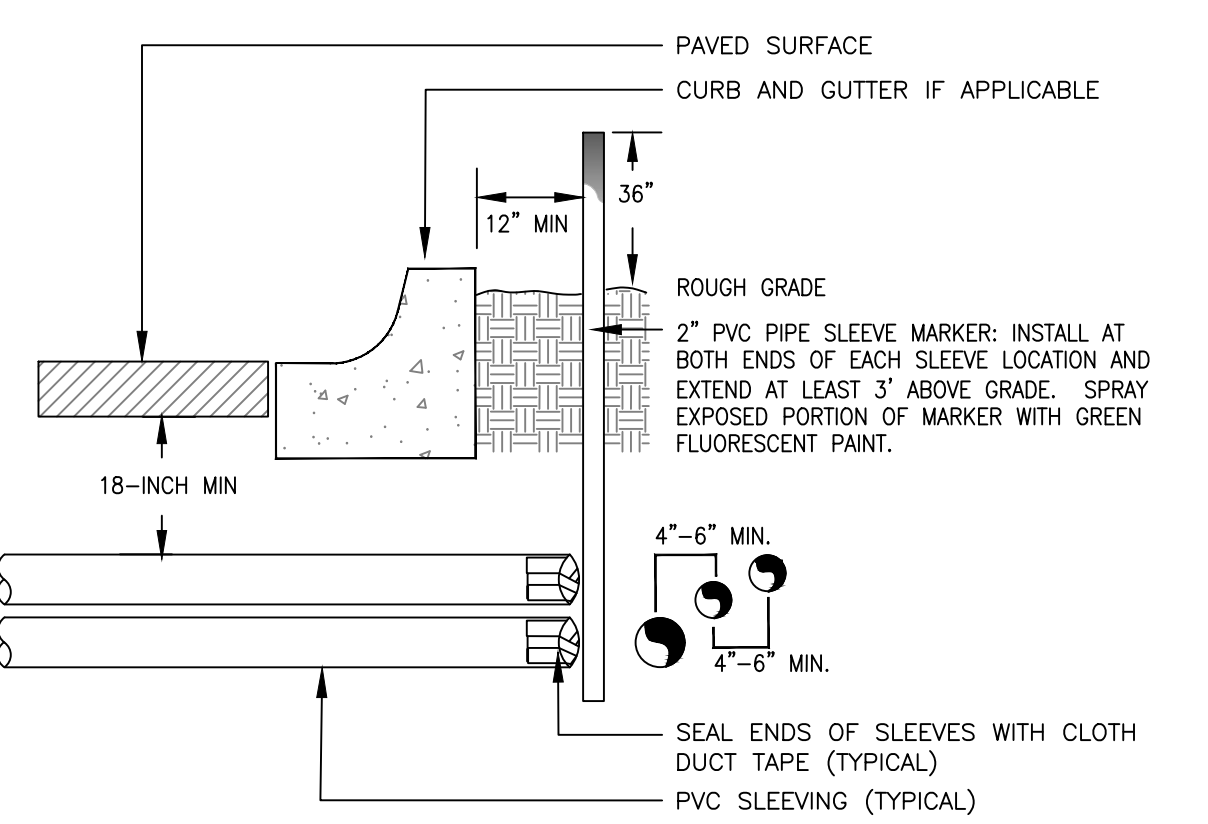 PAVED SURFACE
CURB AND GUTTER IF APPLICABLE
36”
12” MIN
ROUGH GRADE
2” PVC PIPE SLEEVE MARKER: INSTALL AT
BOTH ENDS OF EACH SLEEVE LOCATION AND
EXTEND AT LEAST 3’ ABOVE GRADE. SPRAY
EXPOSED PORTION OF MARKER WITH GREEN
FLUORESCENT PAINT.
18-INCH MIN
4”-6” MIN.
4”-6” MIN.
SEAL ENDS OF SLEEVES WITH CLOTH
DUCT TAPE (TYPICAL)
PVC SLEEVING (TYPICAL)